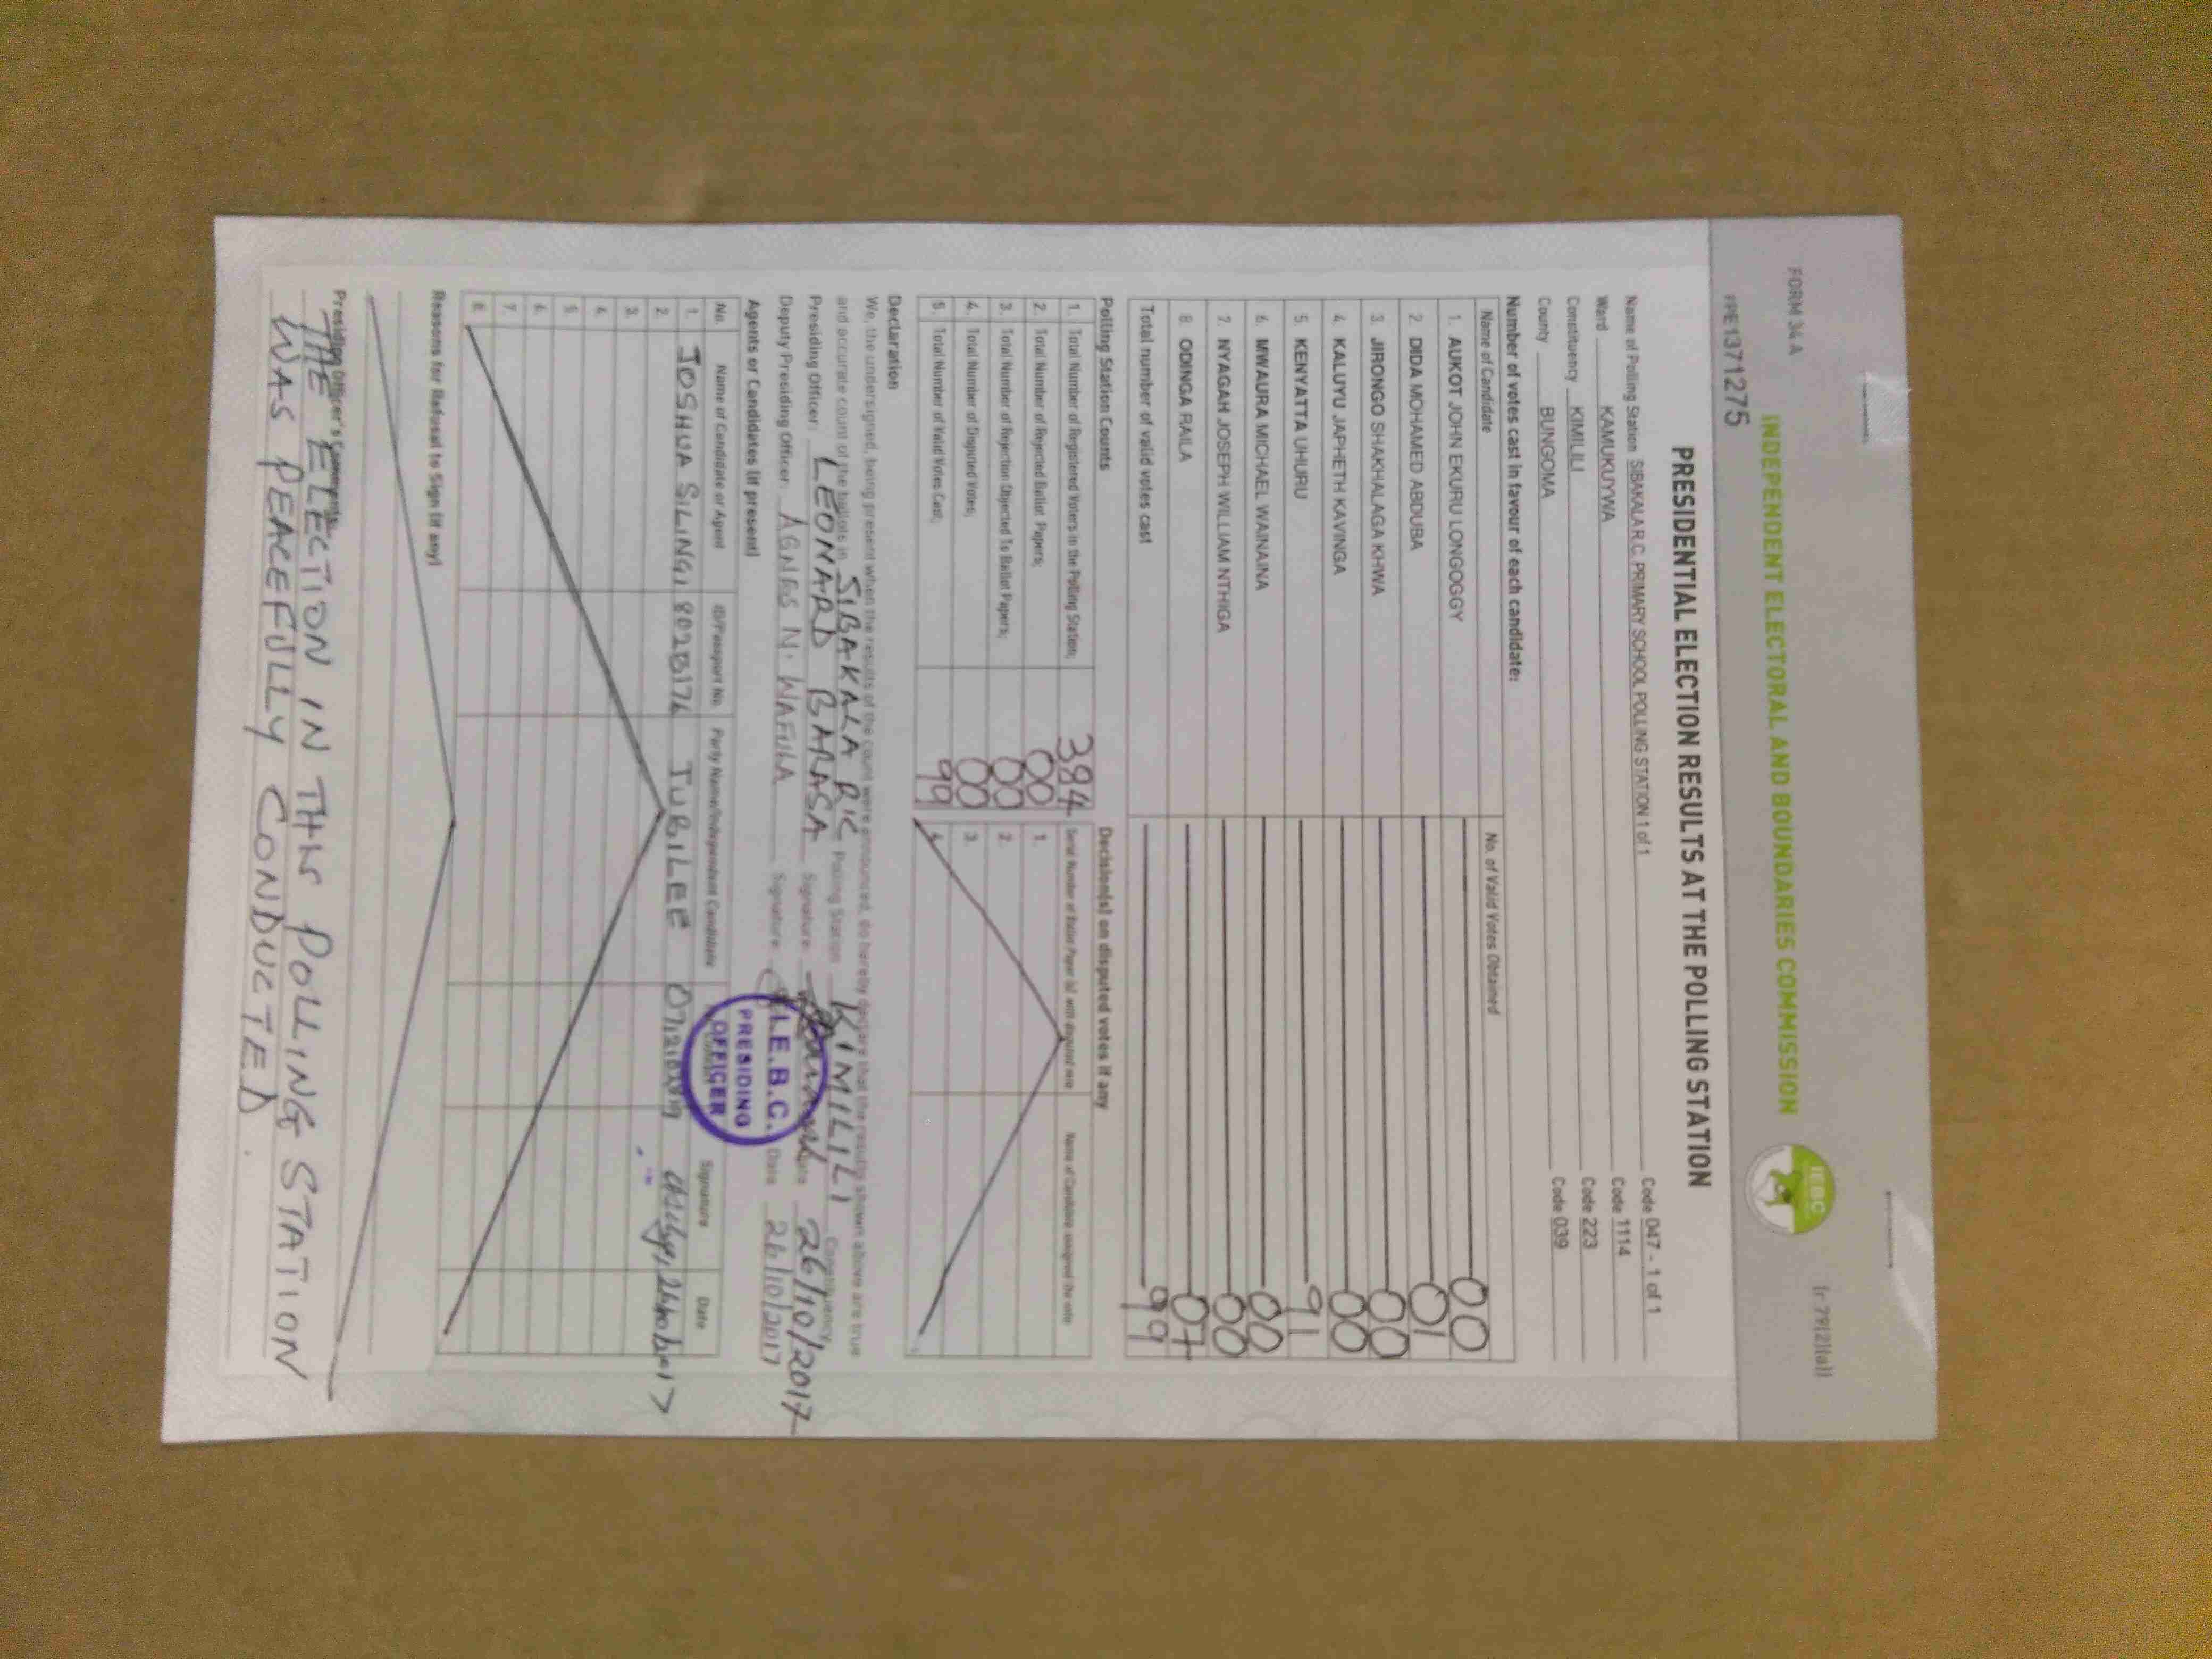 FORM 34 A
(r 79(2)(a))
INDEPENDENT ELECTORAL AND BOUNDARIES COMMISSION
IEBC
PPE1371275
PRESIDENTIAL ELECTION RESULTS AT THE POLLING STATION
Name of Polling Station SIBAKALA R.C. PRIMARY SCHOOL POLLING STATION 1 of 1 Code 047 - 1 of 1
Ward KAMUKUYWA Code 1114
Constituency KIMILILI Code 223
County BUNGOMA Code 039
Number of votes cast in favour of each candidate:
Name of Candidate No. of Valid Votes Obtained
1. AUKOT JOHN EKURU LONGOGGY 00
2. DIDA MOHAMED ABDUBA 01
3. JIRONGO SHAKHALAGA KHWA 00
4. KALUYU JAPHETH KAVINGA 00
5. KENYATTA UHURU 91
6. MWAURA MICHAEL WAINAINA 00
7. NYAGAH JOSEPH WILLIAM NTHIGA 00
8. ODINGA RAILA 07
Total number of valid votes cast 99
Polling Station Counts Decision(s) on disputed votes if any
1. Total Number of Registered Voters in the Polling Station; 384 Serial Number of Ballot Paper (s) with disputed vote Name of Candidate assigned the vote
2. Total Number of Rejected Ballot Papers; 00 1.
3. Total Number of Rejection Objected To Ballot Papers; 00 2.
4. Total Number of Disputed Votes; 00 3.
5. Total Number of Valid Votes Cast; 99 4.
Declaration
We, the undersigned, being present when the results of the count were announced, do hereby declare that the results shown above are true
and accurate count of the ballots in SIBAKALA R.C Polling Station KIMILILI Constituency
Presiding Officer: LEONARD BARASA Signature Date 26/10/2017
Deputy Presiding Officer: AGNES N. WAFULA Signature Date 26/10/2017
I.E.B.C.
PRESIDING
OFFICER
Agents or Candidates (if present)
No. Name of Candidate or Agent ID/Passport No. Party Name/Independent Candidate Signature Date
1. JOSHUA SILINGI JUBILEE
2.
3.
4.
5.
6.
7.
8.
Reasons for Refusal to Sign (if any)
Presiding Officer's Comments:
THE ELECTION IN THIS POLLING STATION
WAS PEACEFULLY CONDUCTED.